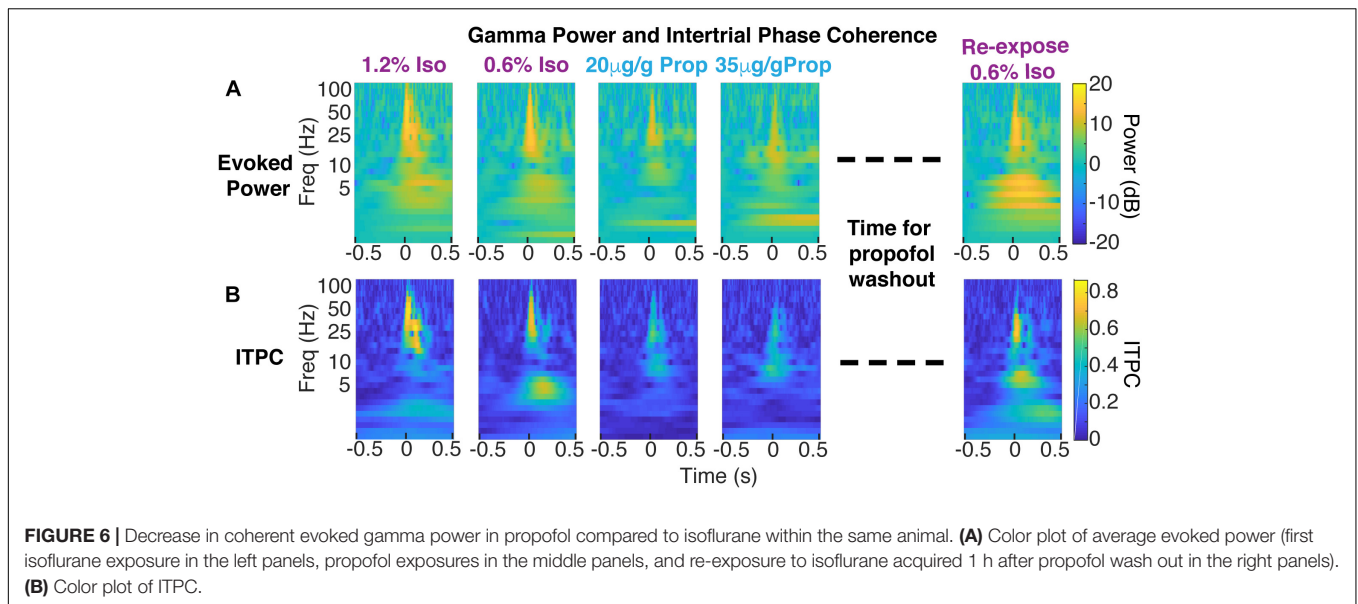 Gamma Power and Intertrial Phase Coherence
1.2% Iso 0.6% Iso 20µg/g Prop 35µg/gProp Re-expose 0.6% Iso
A
Evoked Power
Freq (Hz)
100
50
25
10
5
-0.5 0 0.5 -0.5 0 0.5 -0.5 0 0.5 -0.5 0 0.5 -0.5 0 0.5
20
10
0
-10
-20
Power (dB)
Time for
propofol
washout
B
ITPC
Freq (Hz)
100
50
25
10
5
-0.5 0 0.5 -0.5 0 0.5 -0.5 0 0.5 -0.5 0 0.5 -0.5 0 0.5
0.8
0.6
0.4
0.2
0
ITPC
Time (s)
FIGURE 6 | Decrease in coherent evoked gamma power in propofol compared to isoflurane within the same animal. (A) Color plot of average evoked power (first
isoflurane exposure in the left panels, propofol exposures in the middle panels, and re-exposure to isoflurane acquired 1 h after propofol wash out in the right panels).
(B) Color plot of ITPC.